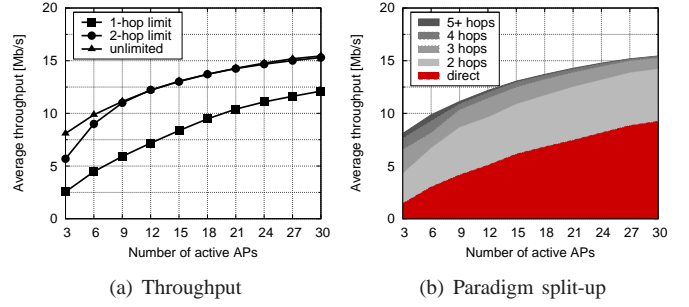 Average throughput [Mb/s]
20
15
10
5
0
1-hop limit
2-hop limit
unlimited
3 6 9 12 15 18 21 24 27 30
Number of active APs
(a) Throughput
Average throughput [Mb/s]
20
15
10
5
0
5+ hops
4 hops
3 hops
2 hops
direct
3 6 9 12 15 18 21 24 27 30
Number of active APs
(b) Paradigm split-up